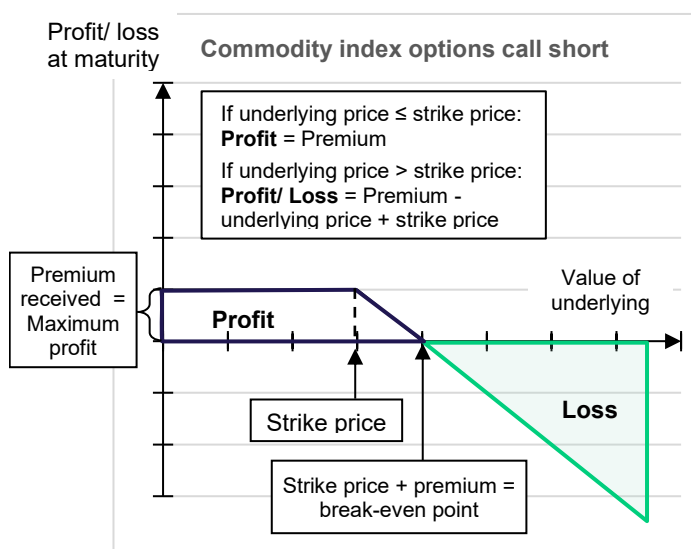 Profit/ loss
at maturity
Commodity index options call short
If underlying price ≤ strike price:
Profit = Premium
If underlying price > strike price:
Profit/ Loss = Premium -
underlying price + strike price
Premium
received =
Maximum
profit
Value of
underlying
Profit
Strike price
Loss
Strike price + premium =
break-even point